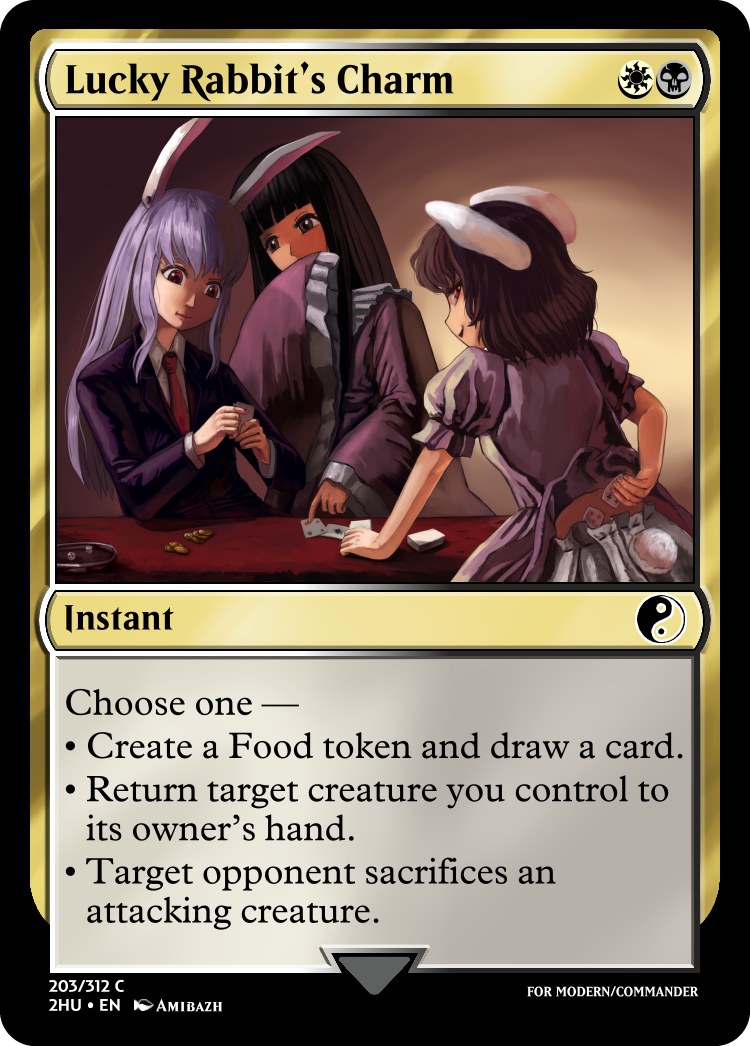 Lucky Rabbit's Charm
Instant
Choose one —
• Create a Food token and draw a card.
• Return target creature you control to
its owner's hand.
• Target opponent sacrifices an
attacking creature.
203/312 C
2HU • EN Amibazh
FOR MODERN/COMMANDER